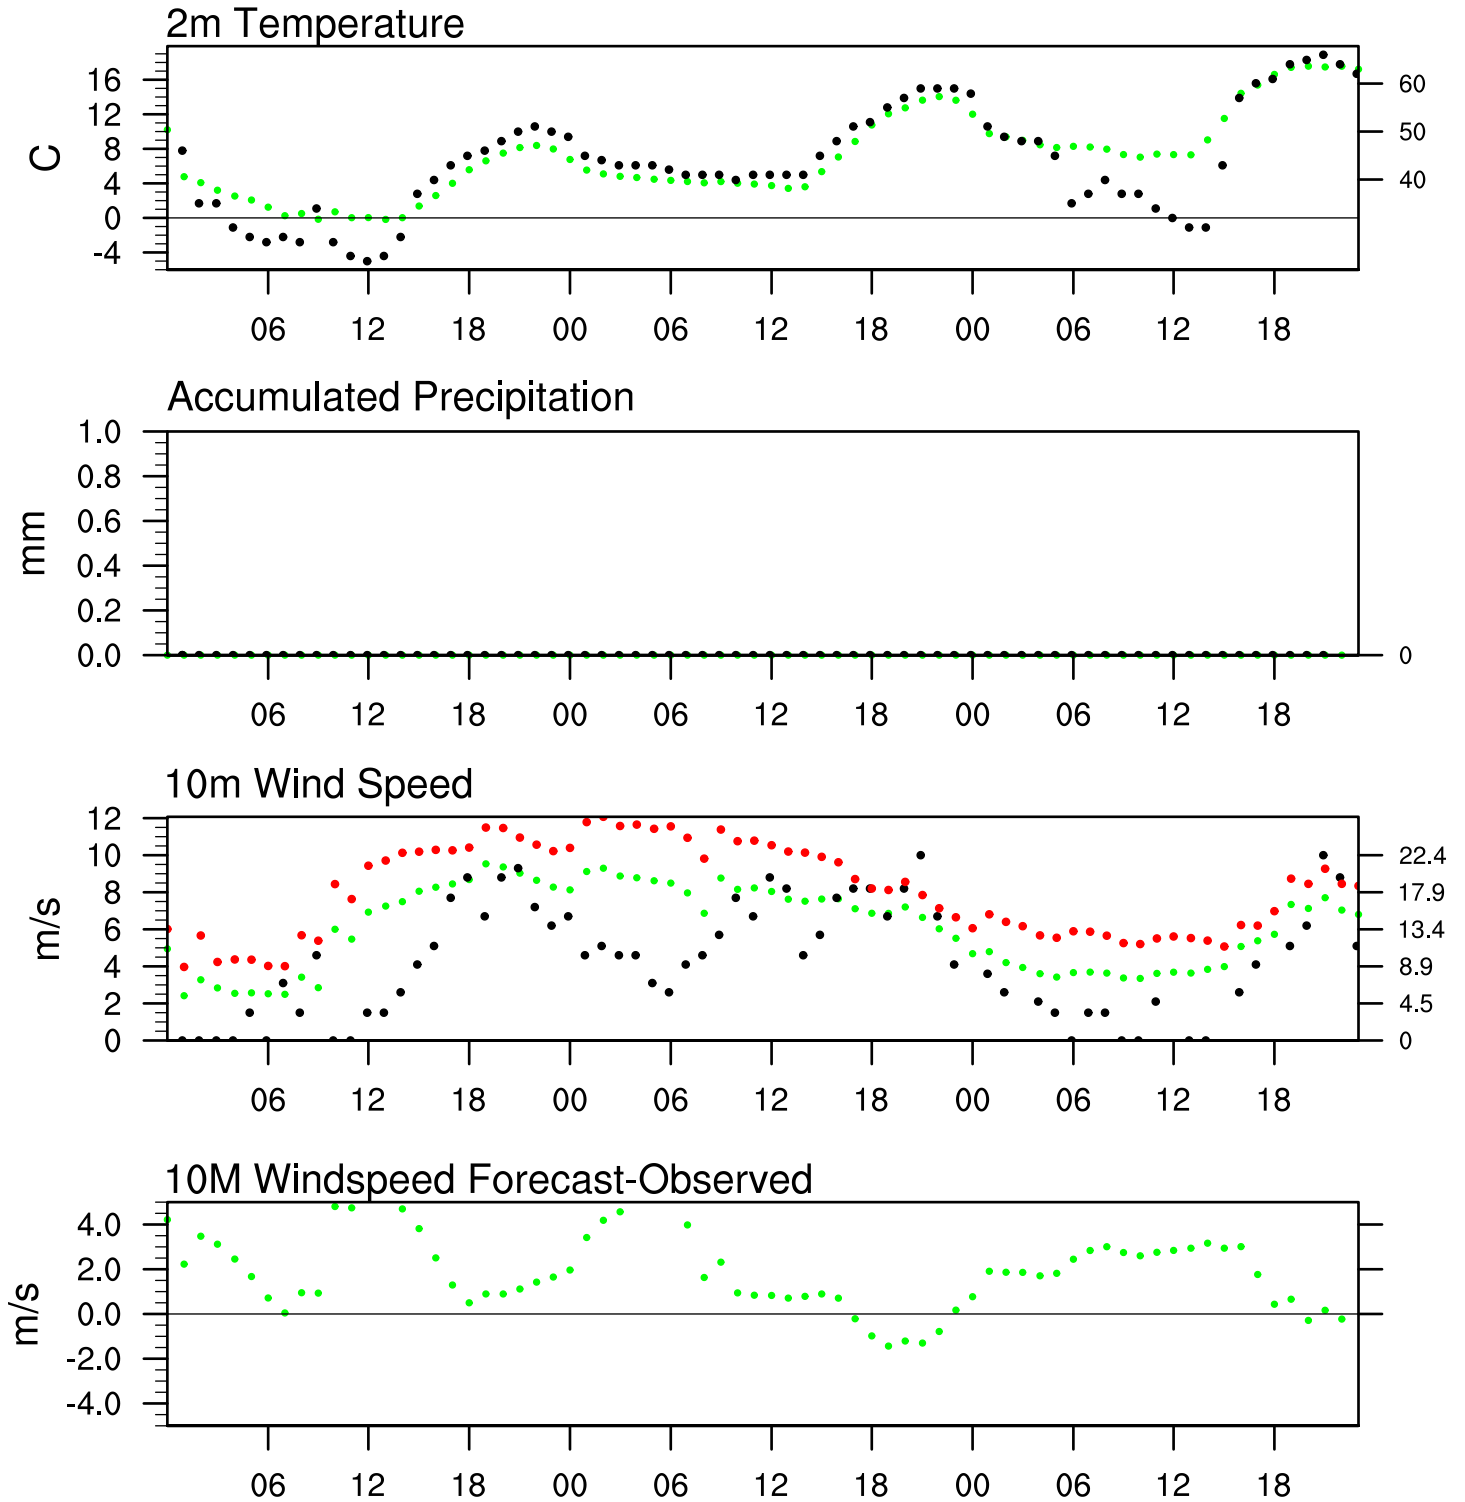 2m Temperature
16
12
8
4
0
-4
C
60
50
40
06 12 18 00 06 12 18 00 06 12 18
Accumulated Precipitation
1.0
0.8
0.6
0.4
0.2
0.0
mm
0
06 12 18 00 06 12 18 00 06 12 18
10m Wind Speed
12
10
8
6
4
2
0
m/s
22.4
17.9
13.4
8.9
4.5
0
06 12 18 00 06 12 18 00 06 12 18
10M Windspeed Forecast-Observed
4.0
2.0
0.0
-2.0
-4.0
m/s
06 12 18 00 06 12 18 00 06 12 18